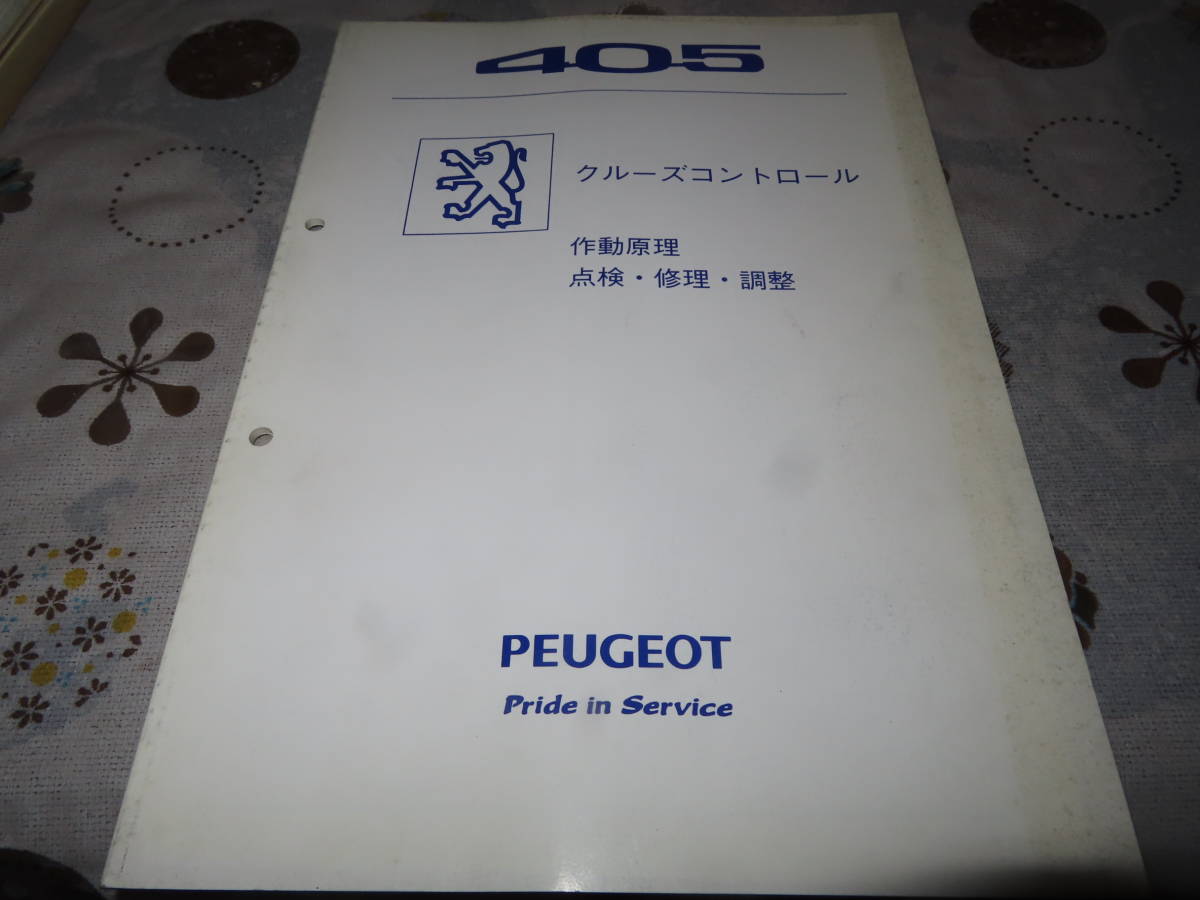 405
クルーズコントロール
作動原理
点検・修理・調整
PEUGEOT
Pride in Service